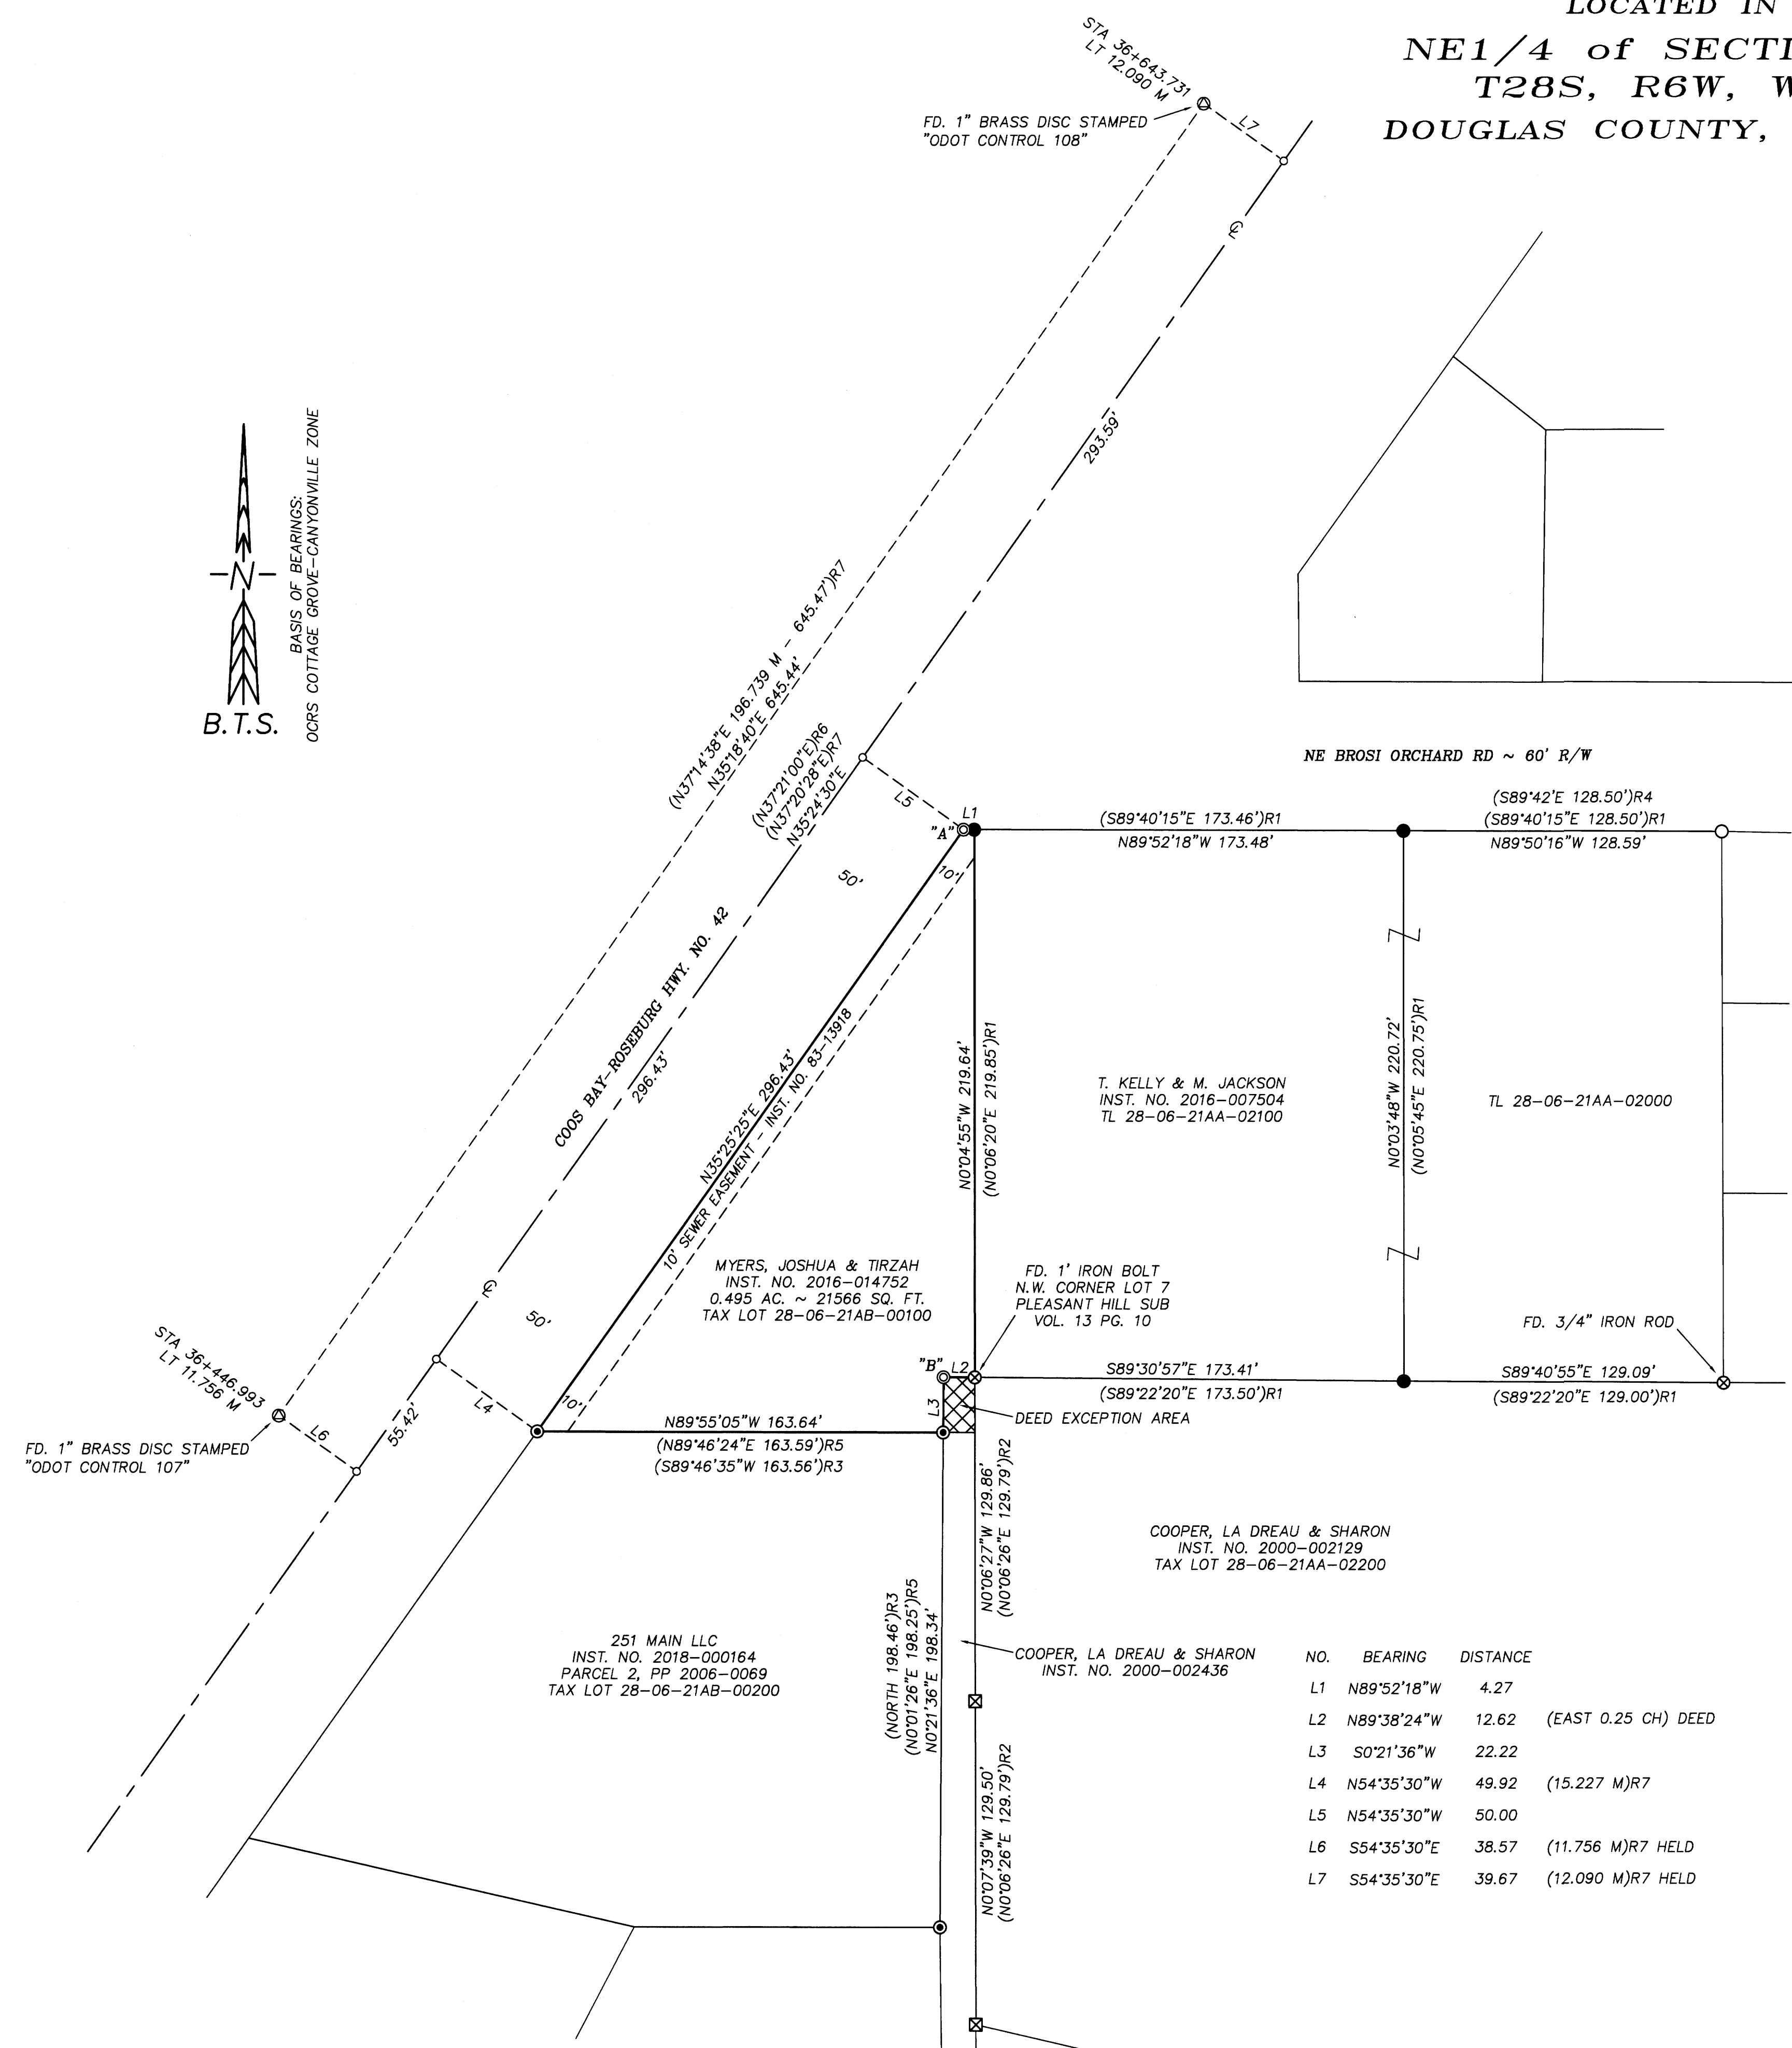 LOCATED IN
NE1/4 of SECTI
T28S, R6W, W
DOUGLAS COUNTY,
STA 36+643.731
LT 12.090 M
FD. 1" BRASS DISC STAMPED
"ODOT CONTROL 108"
L7
℄
293.59'
BASIS OF BEARINGS:
OCRS COTTAGE GROVE-CANYONVILLE ZONE
N
B.T.S.
(N37°14'38"E 196.739 M - 645.47')R7
N35°18'40"E 645.44'
(N37°21'00"E)R6
(N37°20'28"E)R7
N35°24'30"E
L5
L1
"A"
NE BROSI ORCHARD RD ~ 60' R/W
(S89°40'15"E 173.46')R1
N89°52'18"W 173.48'
(S89°42'E 128.50')R4
(S89°40'15"E 128.50')R1
N89°50'16"W 128.59'
50'
10'
COOS BAY-ROSEBURG HWY. NO. 42
296.43'
N35°25'25"E 296.43'
10' SEWER EASEMENT - INST. NO. 83-13918
N0°04'55"W 219.64'
(N0°06'20"E 219.85')R1
T. KELLY & M. JACKSON
INST. NO. 2016-007504
TL 28-06-21AA-02100
N0°03'48"W 220.72'
(N0°05'45"E 220.75')R1
TL 28-06-21AA-02000
MYERS, JOSHUA & TIRZAH
INST. NO. 2016-014752
0.495 AC. ~ 21566 SQ. FT.
TAX LOT 28-06-21AB-00100
FD. 1' IRON BOLT
N.W. CORNER LOT 7
PLEASANT HILL SUB
VOL. 13 PG. 10
FD. 3/4" IRON ROD
℄
50'
STA 36+446.993
LT 11.756 M
FD. 1" BRASS DISC STAMPED
"ODOT CONTROL 107"
L6
55.42'
L4
10'
"B"
L2
L3
S89°30'57"E 173.41'
(S89°22'20"E 173.50')R1
S89°40'55"E 129.09'
(S89°22'20"E 129.00')R1
DEED EXCEPTION AREA
N89°55'05"W 163.64'
(N89°46'24"E 163.59')R5
(S89°46'35"W 163.56')R3
N0°06'27"W 129.86'
(N0°06'26"E 129.79')R2
COOPER, LA DREAU & SHARON
INST. NO. 2000-002129
TAX LOT 28-06-21AA-02200
(NORTH 198.46')R3
(N0°01'26"E 198.25')R5
N0°21'36"E 198.34'
251 MAIN LLC
INST. NO. 2018-000164
PARCEL 2, PP 2006-0069
TAX LOT 28-06-21AB-00200
COOPER, LA DREAU & SHARON
INST. NO. 2000-002436
N0°07'39"W 129.50'
(N0°06'26"E 129.79')R2
NO. BEARING DISTANCE
L1 N89°52'18"W 4.27
L2 N89°38'24"W 12.62 (EAST 0.25 CH) DEED
L3 S0°21'36"W 22.22
L4 N54°35'30"W 49.92 (15.227 M)R7
L5 N54°35'30"W 50.00
L6 S54°35'30"E 38.57 (11.756 M)R7 HELD
L7 S54°35'30"E 39.67 (12.090 M)R7 HELD